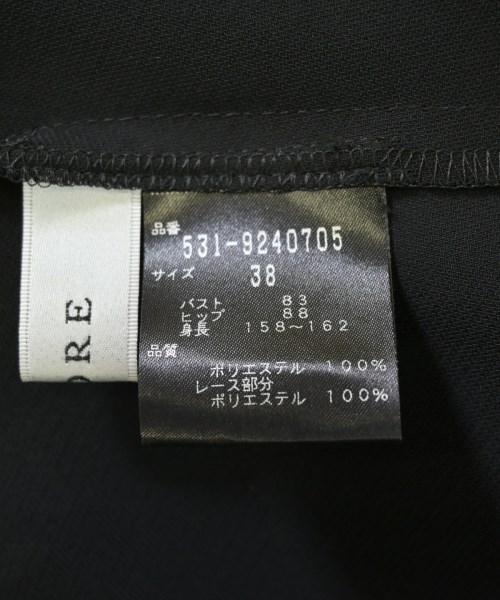 品番
531-9240705
サイズ
38
バスト 83
ヒップ 88
身長 158～162
品質
ポリエステル 100%
レース部分
ポリエステル 100%
ORE